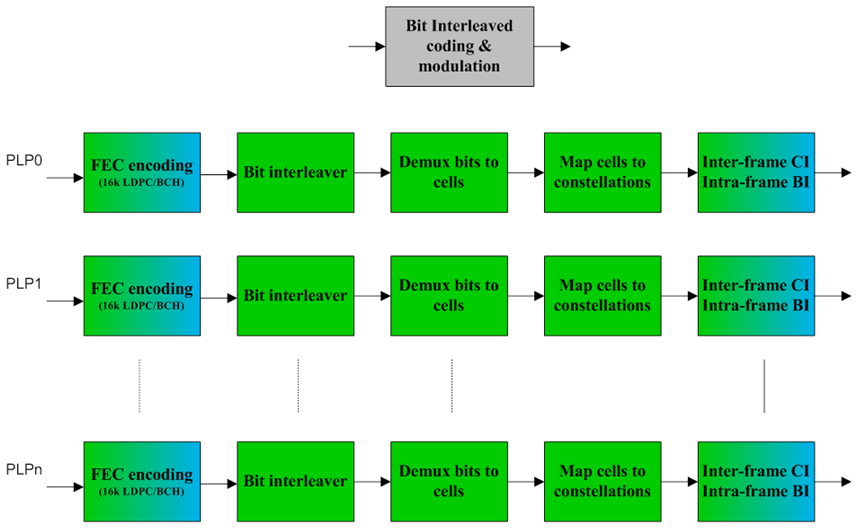 Bit Interleaved
coding &
modulation
PLP0
FEC encoding
(16k LDPC/BCH)
Bit interleaver
Demux bits to
cells
Map cells to
constellations
Inter-frame CI
Intra-frame BI
PLP1
FEC encoding
(16k LDPC/BCH)
Bit interleaver
Demux bits to
cells
Map cells to
constellations
Inter-frame CI
Intra-frame BI
PLPn
FEC encoding
(16k LDPC/BCH)
Bit interleaver
Demux bits to
cells
Map cells to
constellations
Inter-frame CI
Intra-frame BI